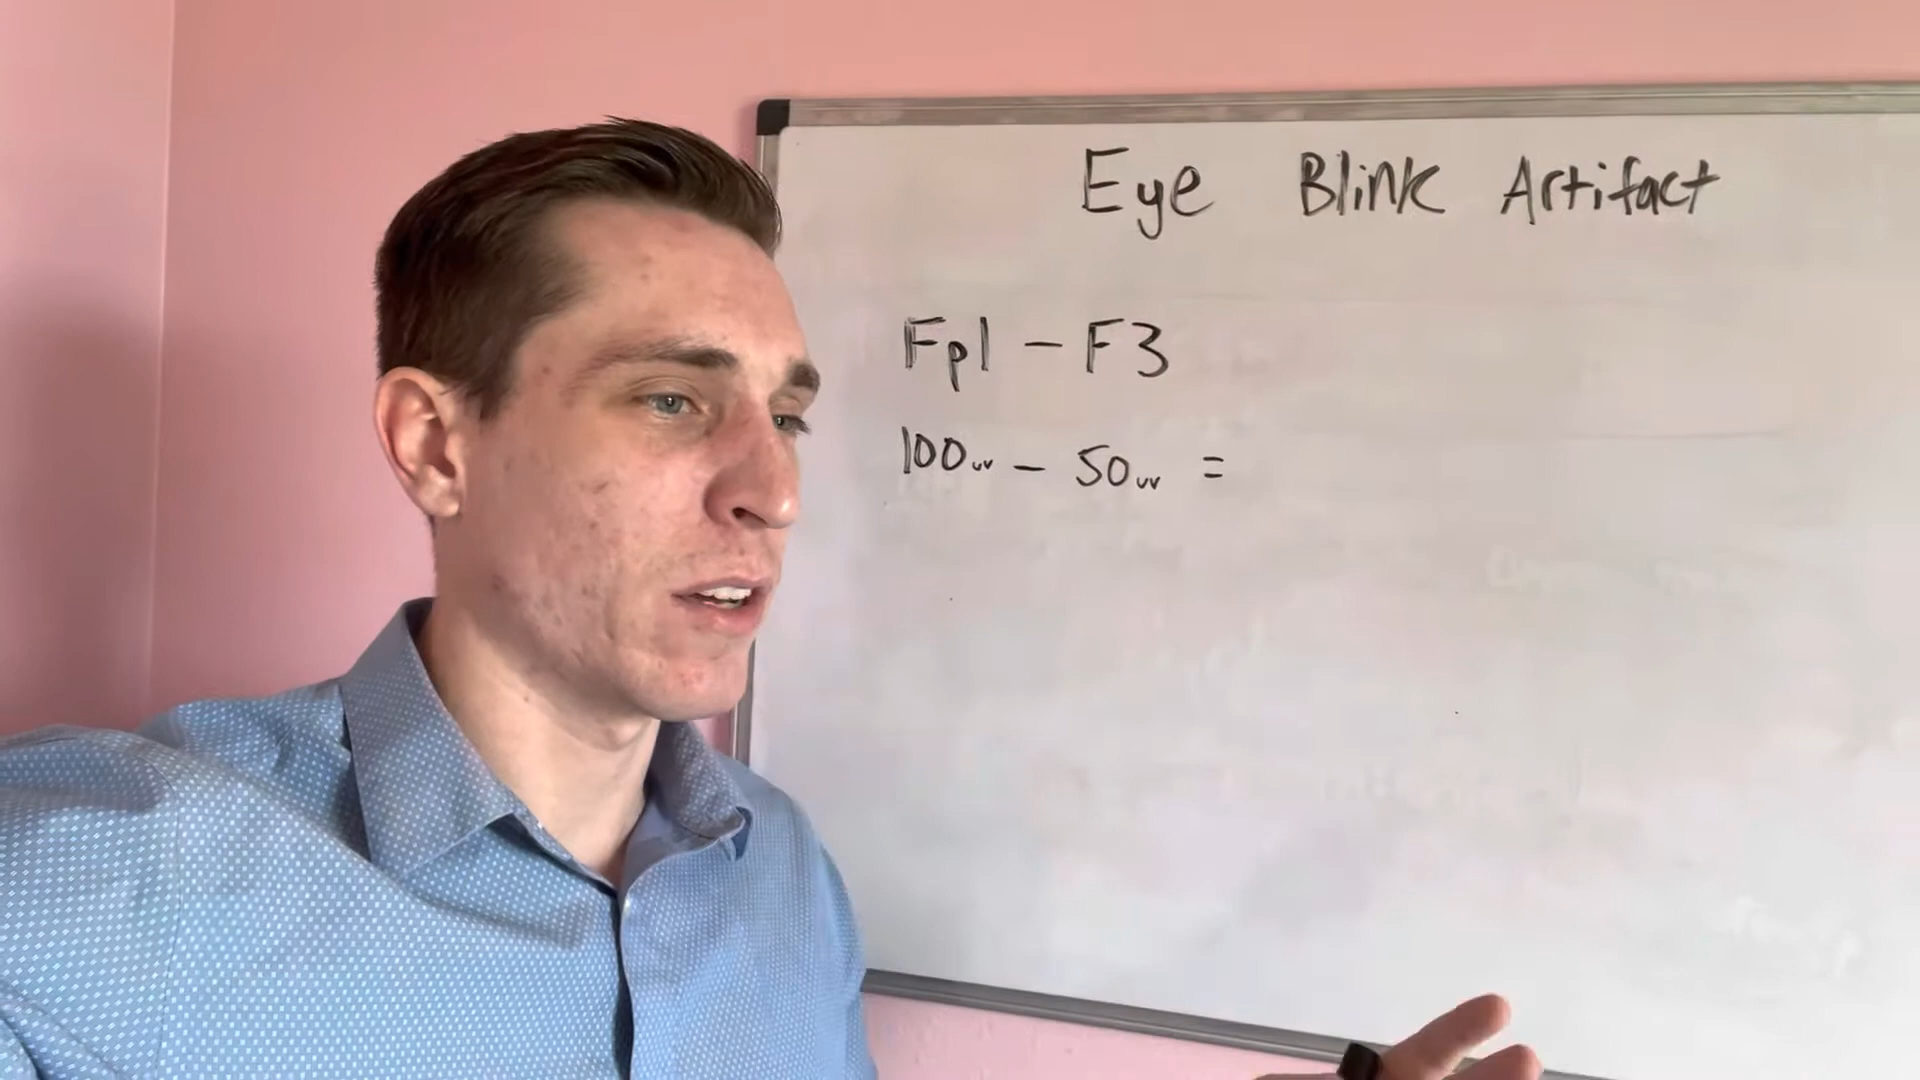 Eye Blink Artifact
Fp1 - F3
100uv - 50uv =